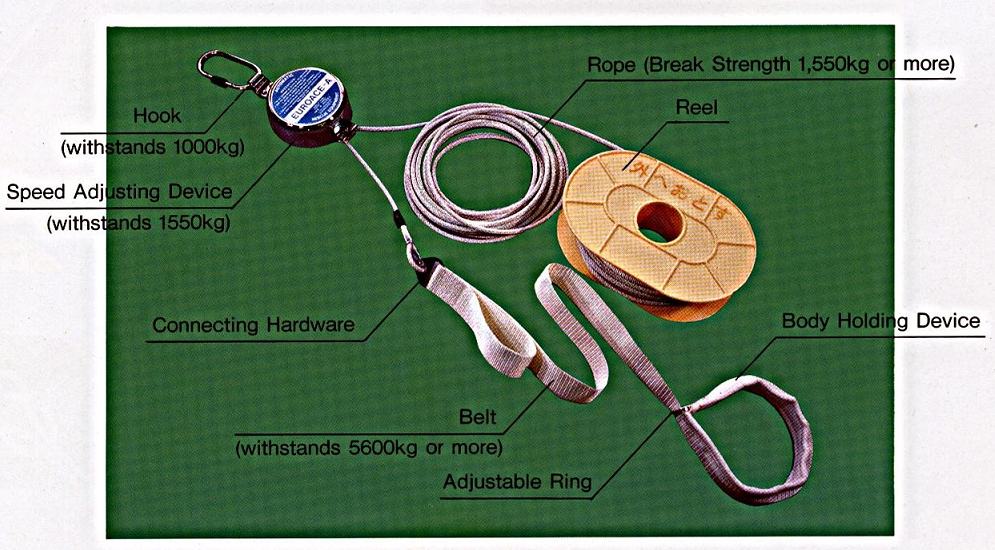 Rope (Break Strength 1,550kg or more)
Reel
Hook
(withstands 1000kg)
EUROACE-A
外へおとす
Speed Adjusting Device
(withstands 1550kg)
Connecting Hardware
Body Holding Device
Belt
(withstands 5600kg or more)
Adjustable Ring